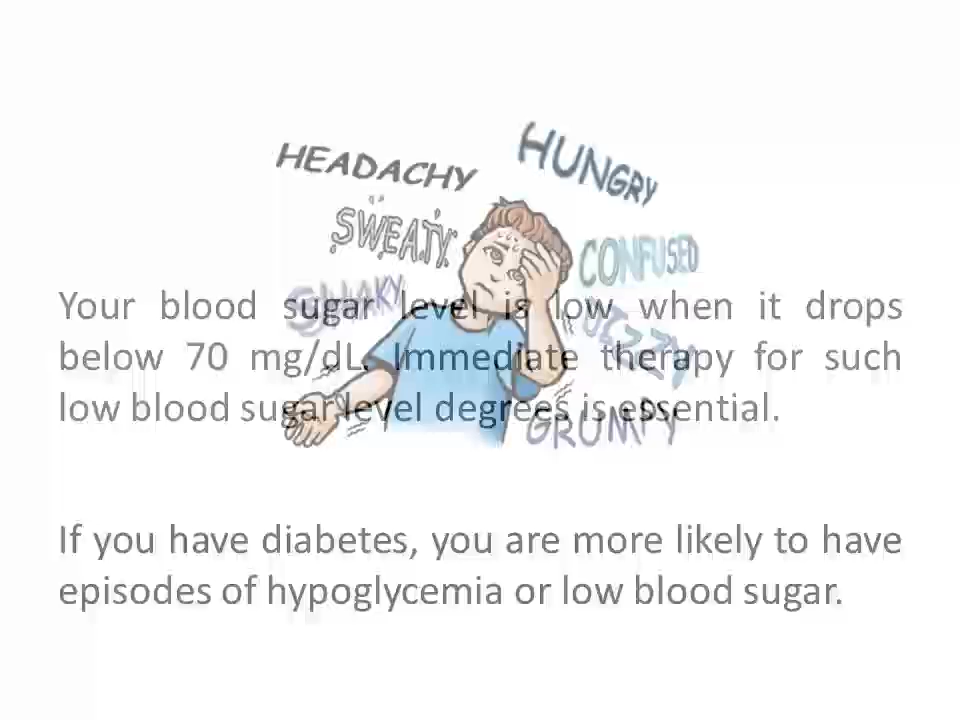 HEADACHY
HUNGRY
SWEATY
CONFUSED
SHAKY
DIZZY
GRUMPY
Your blood sugar level is low when it drops
below 70 mg/dL. Immediate therapy for such
low blood sugar level degrees is essential.
If you have diabetes, you are more likely to have
episodes of hypoglycemia or low blood sugar.